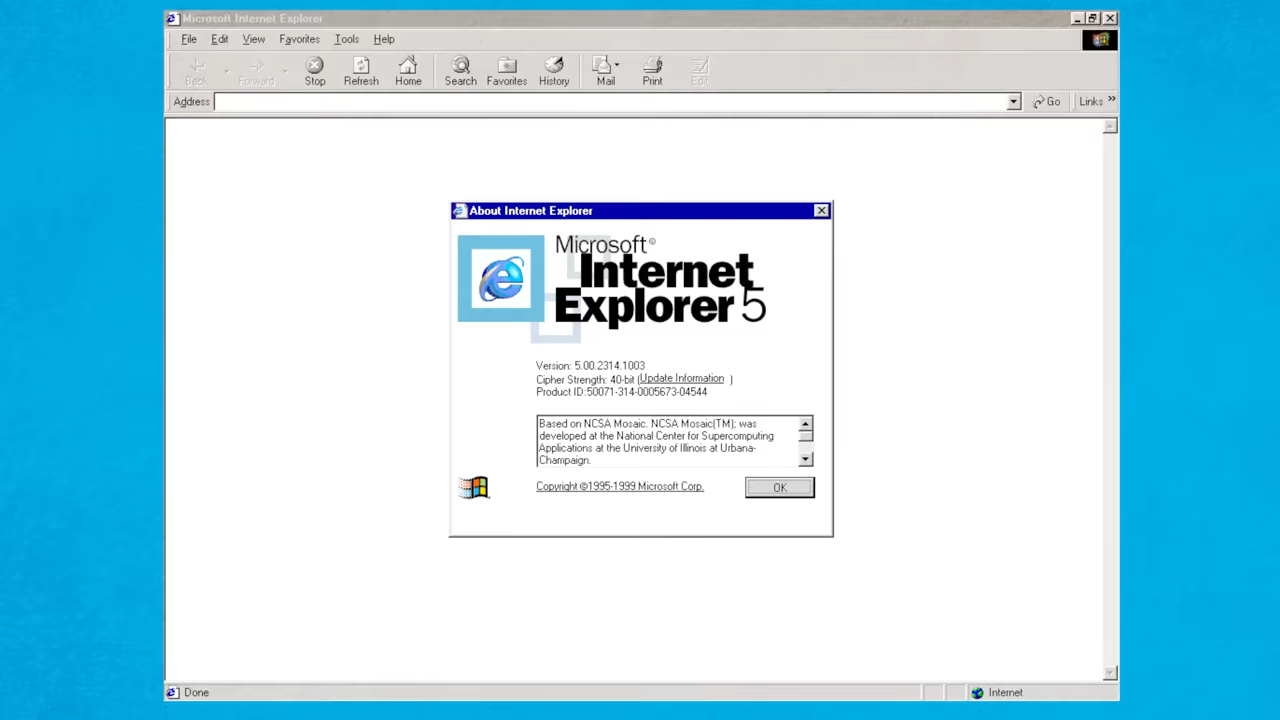 Microsoft Internet Explorer
File Edit View Favorites Tools Help
Back Forward Stop Refresh Home Search Favorites History Mail Print Edit
Address Go Links »
About Internet Explorer
Microsoft®
Internet
Explorer 5
Version: 5.00.2314.1003
Cipher Strength: 40-bit (Update Information )
Product ID:50071-314-0005673-04544
Based on NCSA Mosaic. NCSA Mosaic(TM); was
developed at the National Center for Supercomputing
Applications at the University of Illinois at Urbana-
Champaign.
Copyright ©1995-1999 Microsoft Corp.
OK
Done Internet